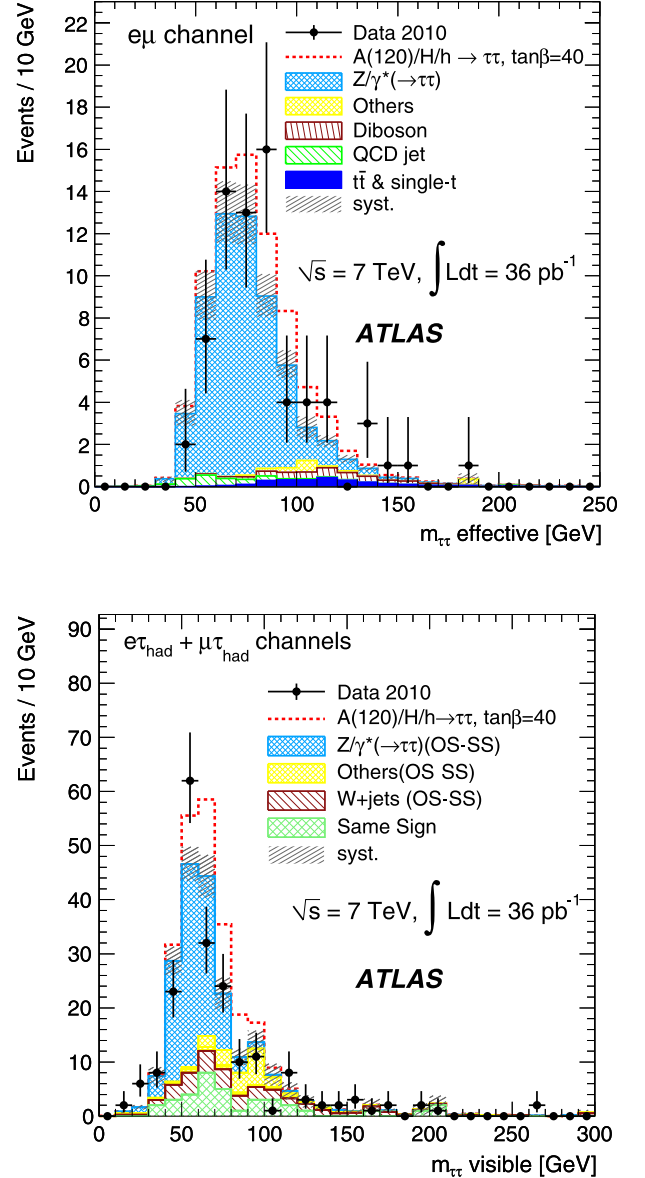 Events / 10 GeV
22
20
18
16
14
12
10
8
6
4
2
0
eμ channel
Data 2010
A(120)/H/h → ττ, tanβ=40
Z/γ*(→ττ)
Others
Diboson
QCD jet
tt̄ & single-t
syst.
√s = 7 TeV, ∫ Ldt = 36 pb⁻¹
ATLAS
0 50 100 150 200 250
m_ττ effective [GeV]
Events / 10 GeV
90
80
70
60
50
40
30
20
10
0
eτ_had + μτ_had channels
Data 2010
A(120)/H/h→ττ, tanβ=40
Z/γ*(→ττ)(OS-SS)
Others(OS SS)
W+jets (OS-SS)
Same Sign
syst.
√s = 7 TeV, ∫ Ldt = 36 pb⁻¹
ATLAS
0 50 100 150 200 250 300
m_ττ visible [GeV]